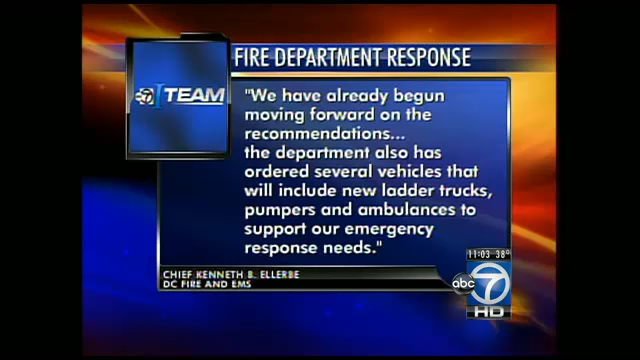 FIRE DEPARTMENT RESPONSE
7 I TEAM
"We have already begun
moving forward on the
recommendations...
the department also has
ordered several vehicles that
will include new ladder trucks,
pumpers and ambulances to
support our emergency
response needs."
CHIEF KENNETH B. ELLERBE
DC FIRE AND EMS
11:03 38°
abc 7
HD